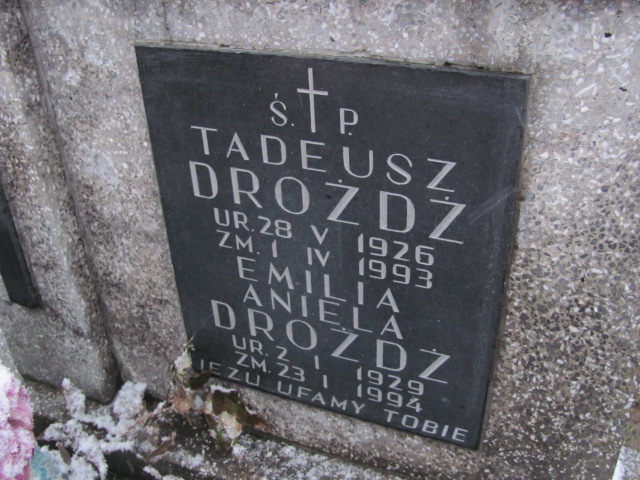 Ś. P.
TADEUSZ
DROŻDŻ
UR. 28 V 1926
ZM. 1 IV 1993
EMILIA
ANIELA
DROŻDŻ
UR. 2 I 1929
ZM. 23 I 1994
JEZU UFAMY TOBIE